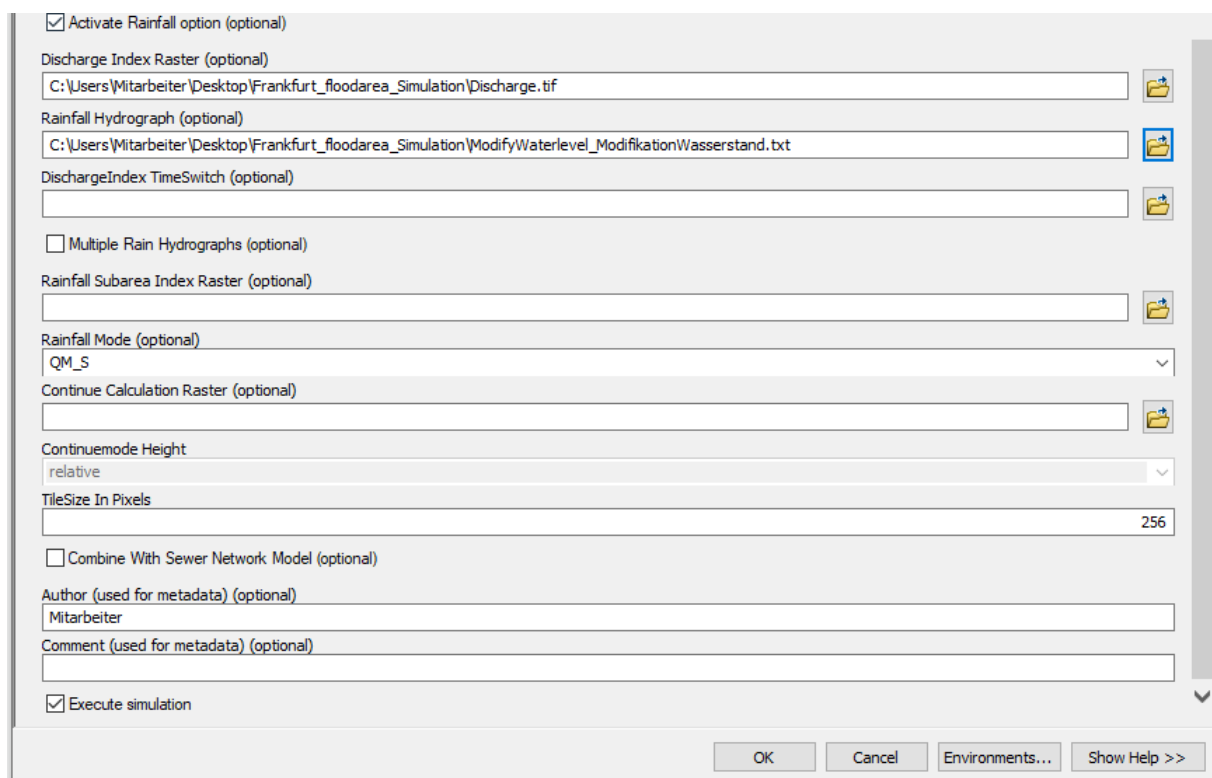 Activate Rainfall option (optional)
Discharge Index Raster (optional)
C:\Users\Mitarbeiter\Desktop\Frankfurt_floodarea_Simulation\Discharge.tif
Rainfall Hydrograph (optional)
C:\Users\Mitarbeiter\Desktop\Frankfurt_floodarea_Simulation\ModifyWaterlevel_ModifikationWasserstand.txt
DischargeIndex TimeSwitch (optional)
Multiple Rain Hydrographs (optional)
Rainfall Subarea Index Raster (optional)
Rainfall Mode (optional)
QM_S
Continue Calculation Raster (optional)
Continuemode Height
relative
TileSize In Pixels
256
Combine With Sewer Network Model (optional)
Author (used for metadata) (optional)
Mitarbeiter
Comment (used for metadata) (optional)
Execute simulation
OK Cancel Environments... Show Help >>